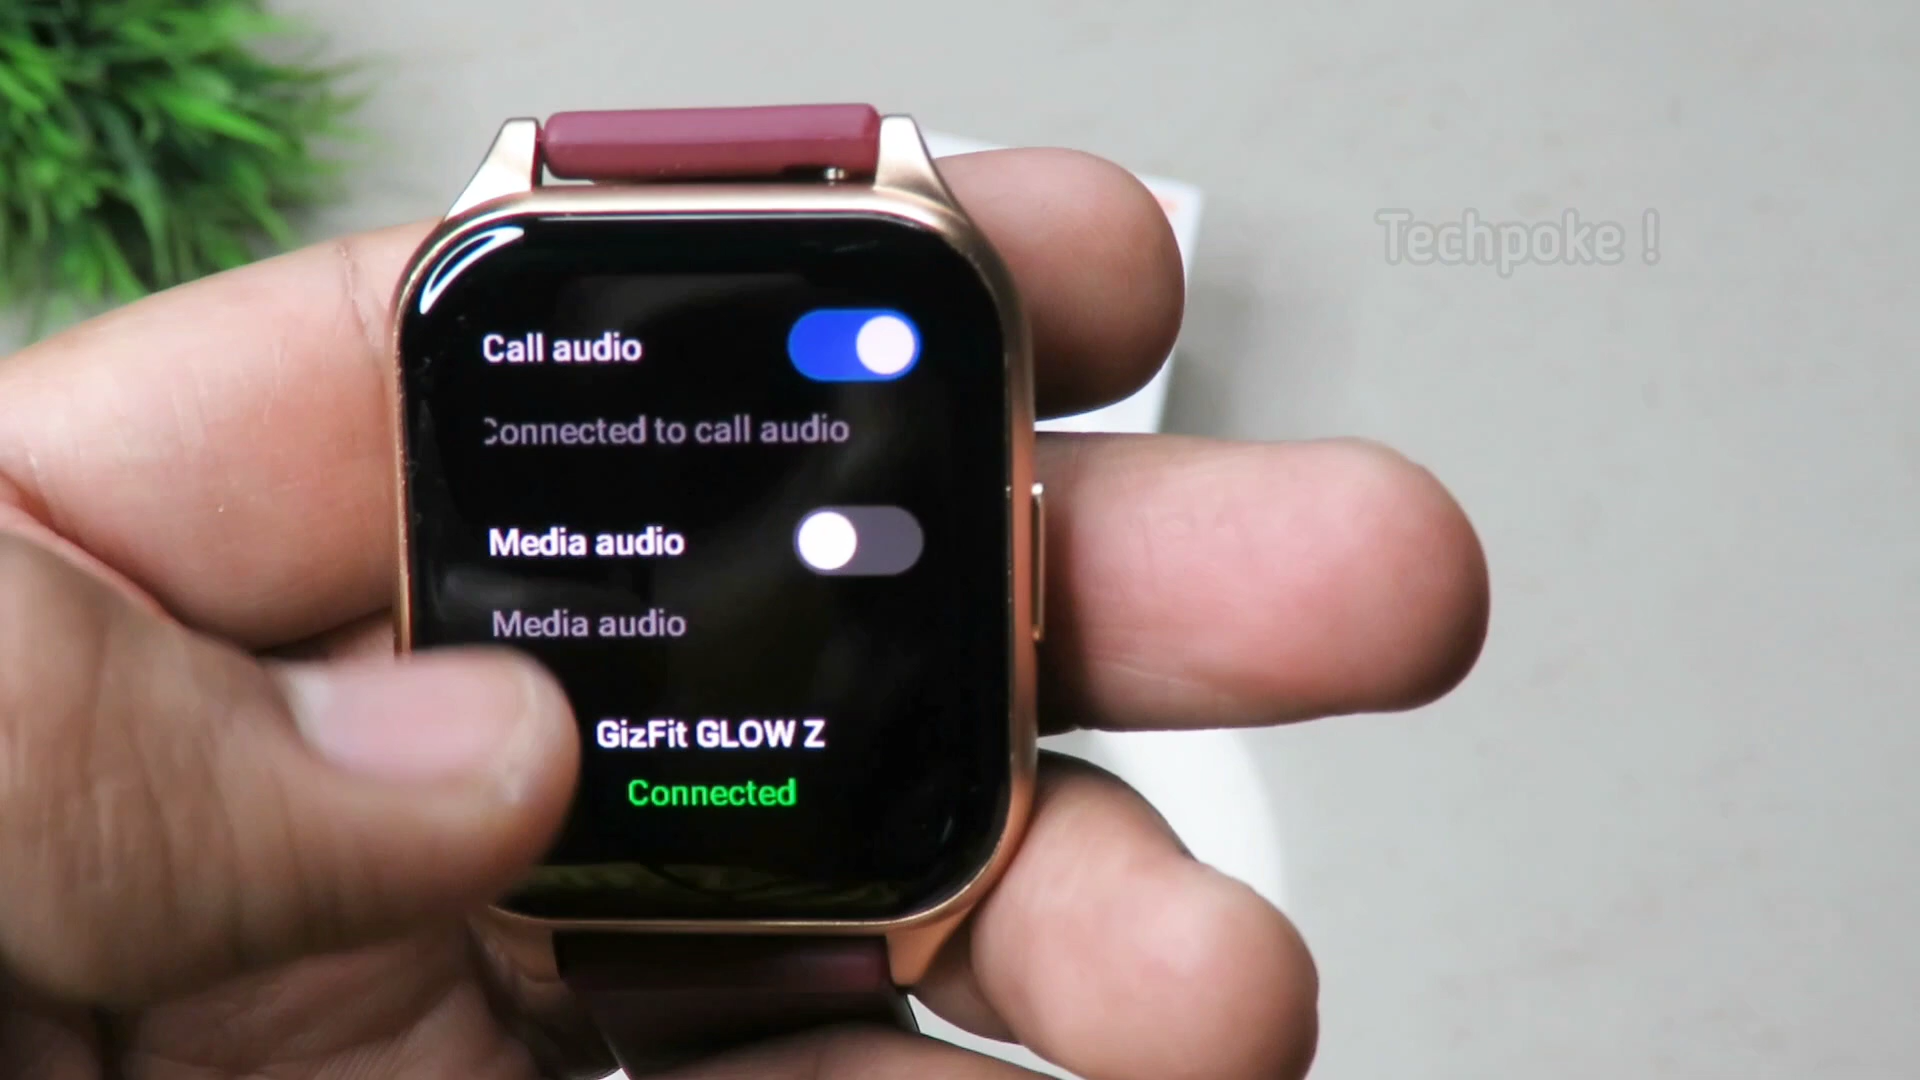 Techpoke !
Call audio
Connected to call audio
Media audio
Media audio
GizFit GLOW Z
Connected